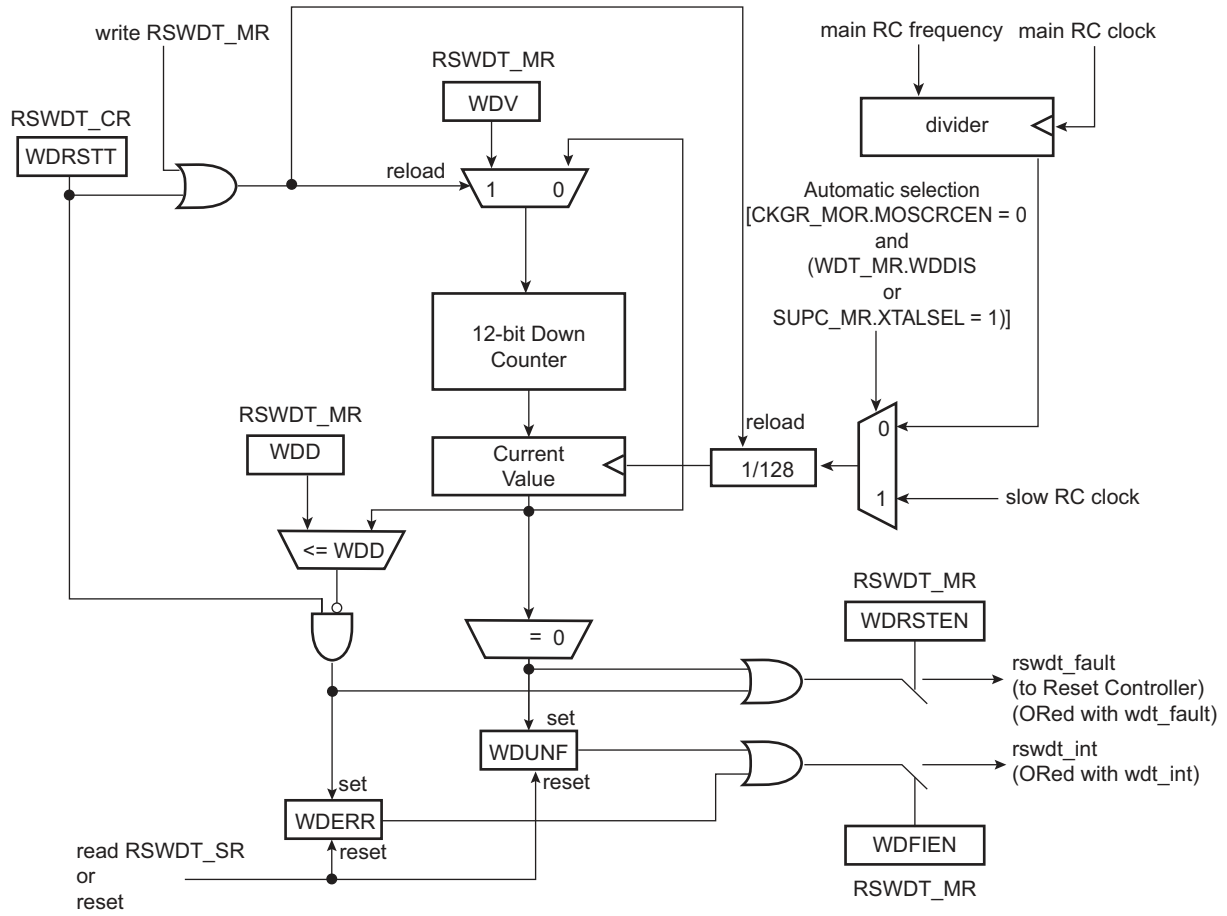 write RSWDT_MR
main RC frequency
main RC clock
RSWDT_MR
WDV
divider
RSWDT_CR
WDRSTT
reload
1 0
Automatic selection
[CKGR_MOR.MOSCRCEN = 0
and
(WDT_MR.WDDIS
or
SUPC_MR.XTALSEL = 1)]
12-bit Down
Counter
RSWDT_MR
WDD
Current
Value
reload
1/128
0
1
slow RC clock
<= WDD
RSWDT_MR
WDRSTEN
= 0
rswdt_fault
(to Reset Controller)
(ORed with wdt_fault)
set
WDUNF
reset
rswdt_int
(ORed with wdt_int)
set
WDERR
reset
WDFIEN
RSWDT_MR
read RSWDT_SR
or
reset